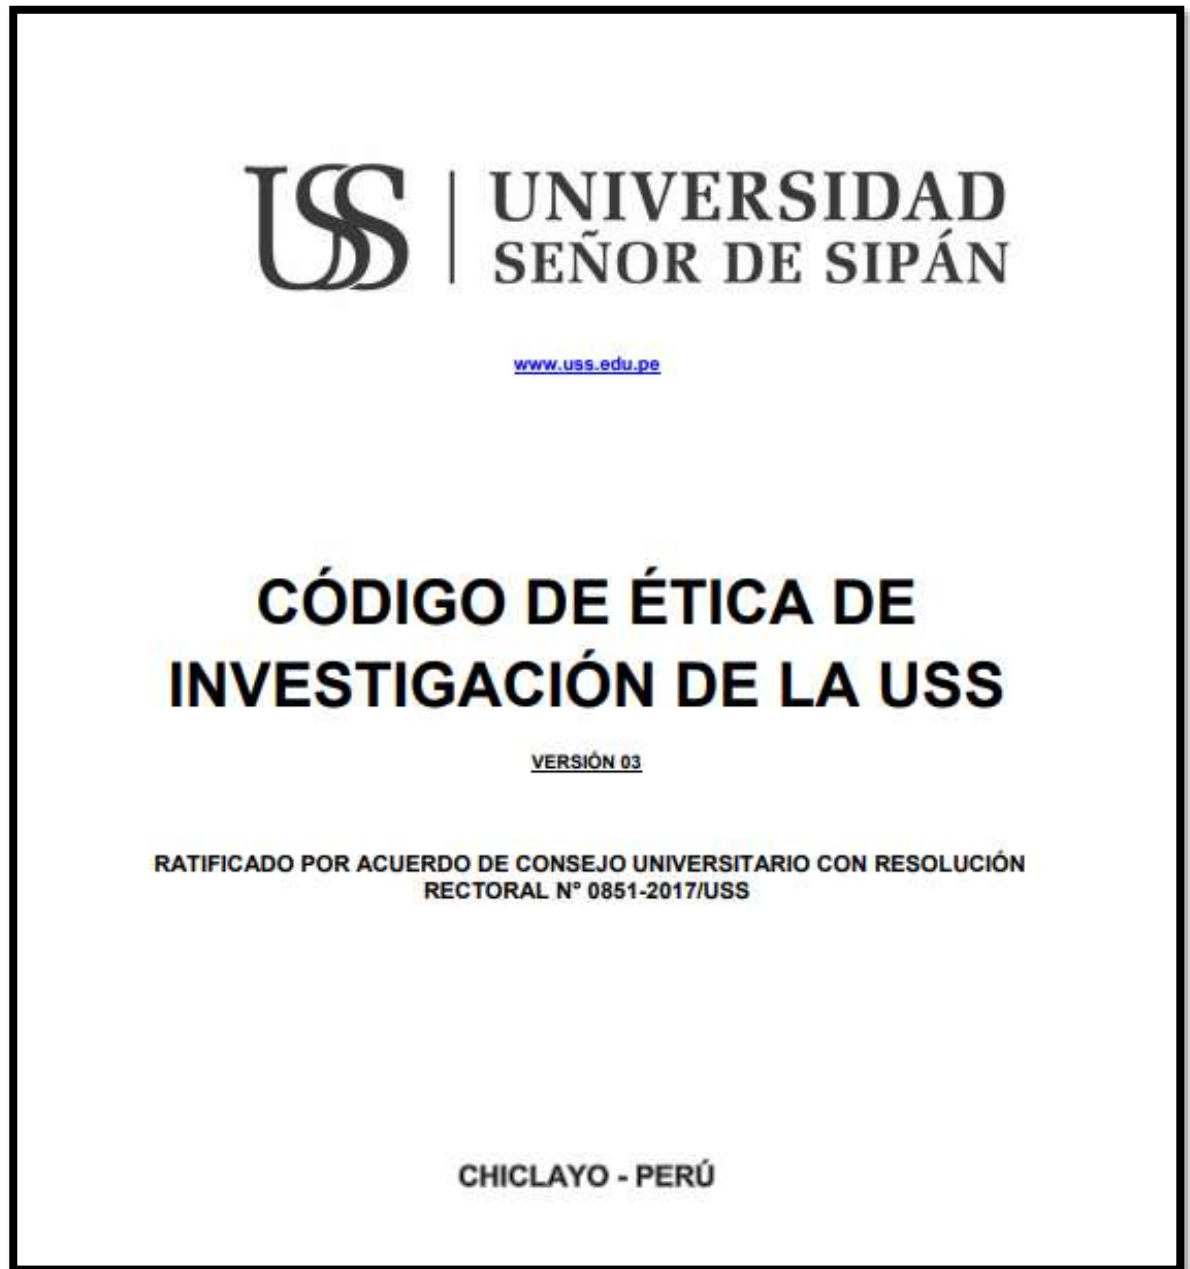 USS UNIVERSIDAD
SEÑOR DE SIPÁN
www.uss.edu.pe
CÓDIGO DE ÉTICA DE
INVESTIGACIÓN DE LA USS
VERSIÓN 03
RATIFICADO POR ACUERDO DE CONSEJO UNIVERSITARIO CON RESOLUCIÓN
RECTORAL N° 0851-2017/USS
CHICLAYO - PERÚ